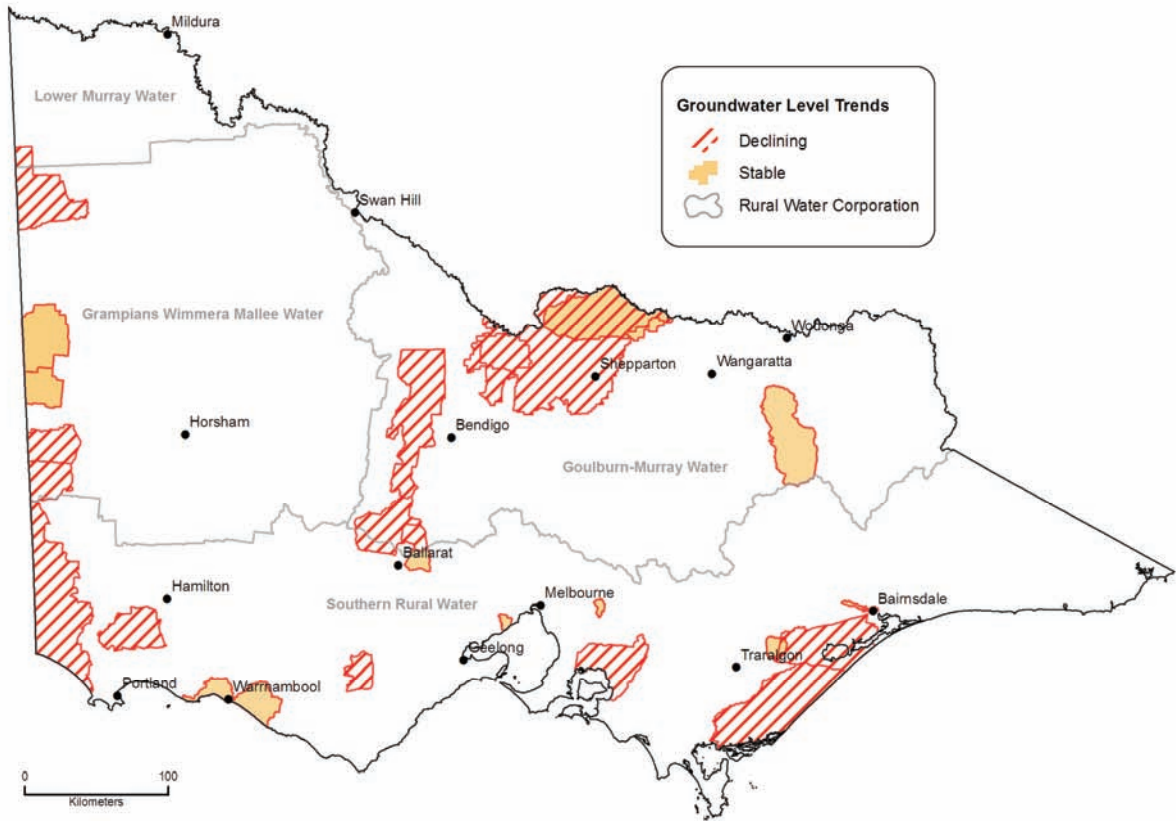 Mildura
Lower Murray Water
Groundwater Level Trends
Declining
Stable
Rural Water Corporation
Swan Hill
Grampians Wimmera Mallee Water
Wodonga
Shepparton
Wangaratta
Horsham
Bendigo
Goulburn-Murray Water
Ballarat
Hamilton
Southern Rural Water
Melbourne
Bairnsdale
Geelong
Traralgon
Portland
Warrnambool
0
100
Kilometers